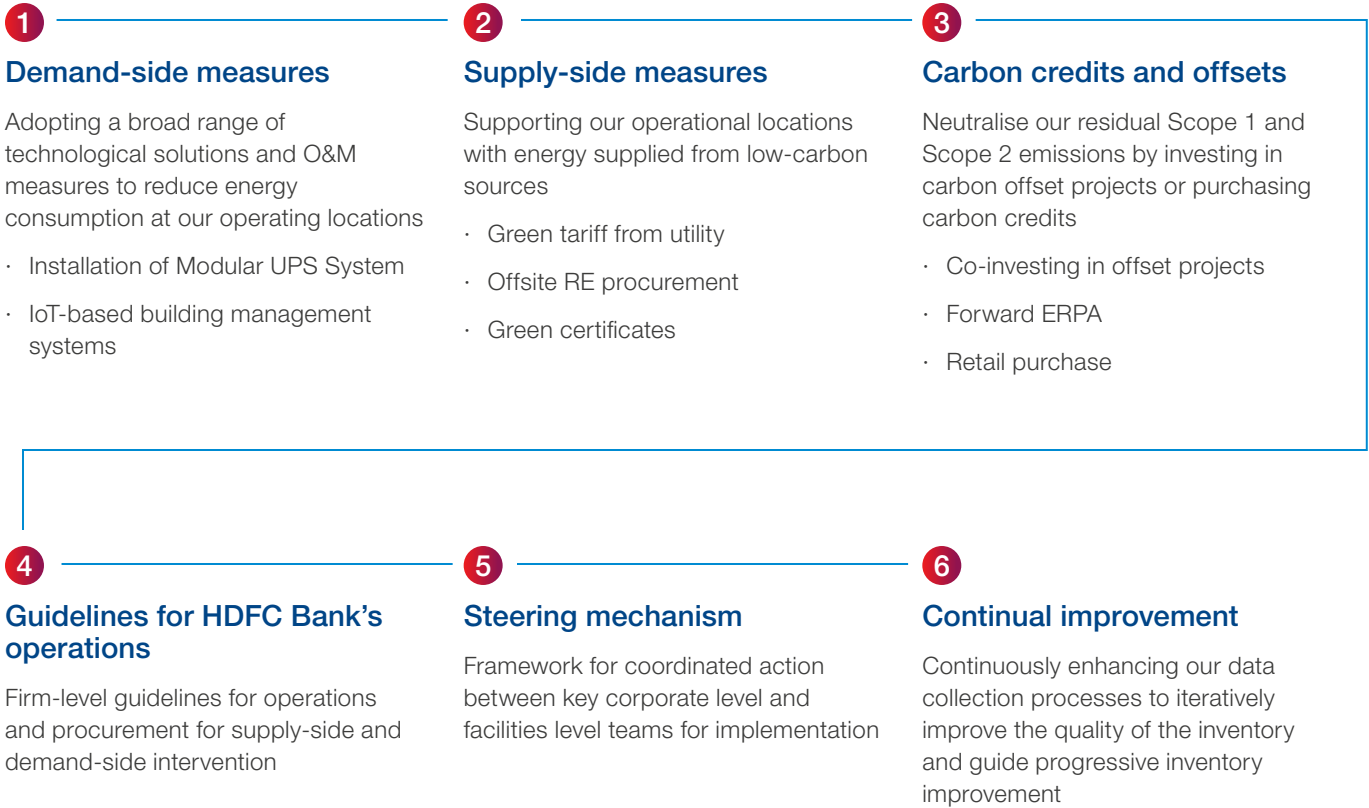 1
Demand-side measures
Adopting a broad range of
technological solutions and O&M
measures to reduce energy
consumption at our operating locations
· Installation of Modular UPS System
· IoT-based building management
systems
2
Supply-side measures
Supporting our operational locations
with energy supplied from low-carbon
sources
· Green tariff from utility
· Offsite RE procurement
· Green certificates
3
Carbon credits and offsets
Neutralise our residual Scope 1 and
Scope 2 emissions by investing in
carbon offset projects or purchasing
carbon credits
· Co-investing in offset projects
· Forward ERPA
· Retail purchase
4
Guidelines for HDFC Bank’s
operations
Firm-level guidelines for operations
and procurement for supply-side and
demand-side intervention
5
Steering mechanism
Framework for coordinated action
between key corporate level and
facilities level teams for implementation
6
Continual improvement
Continuously enhancing our data
collection processes to iteratively
improve the quality of the inventory
and guide progressive inventory
improvement